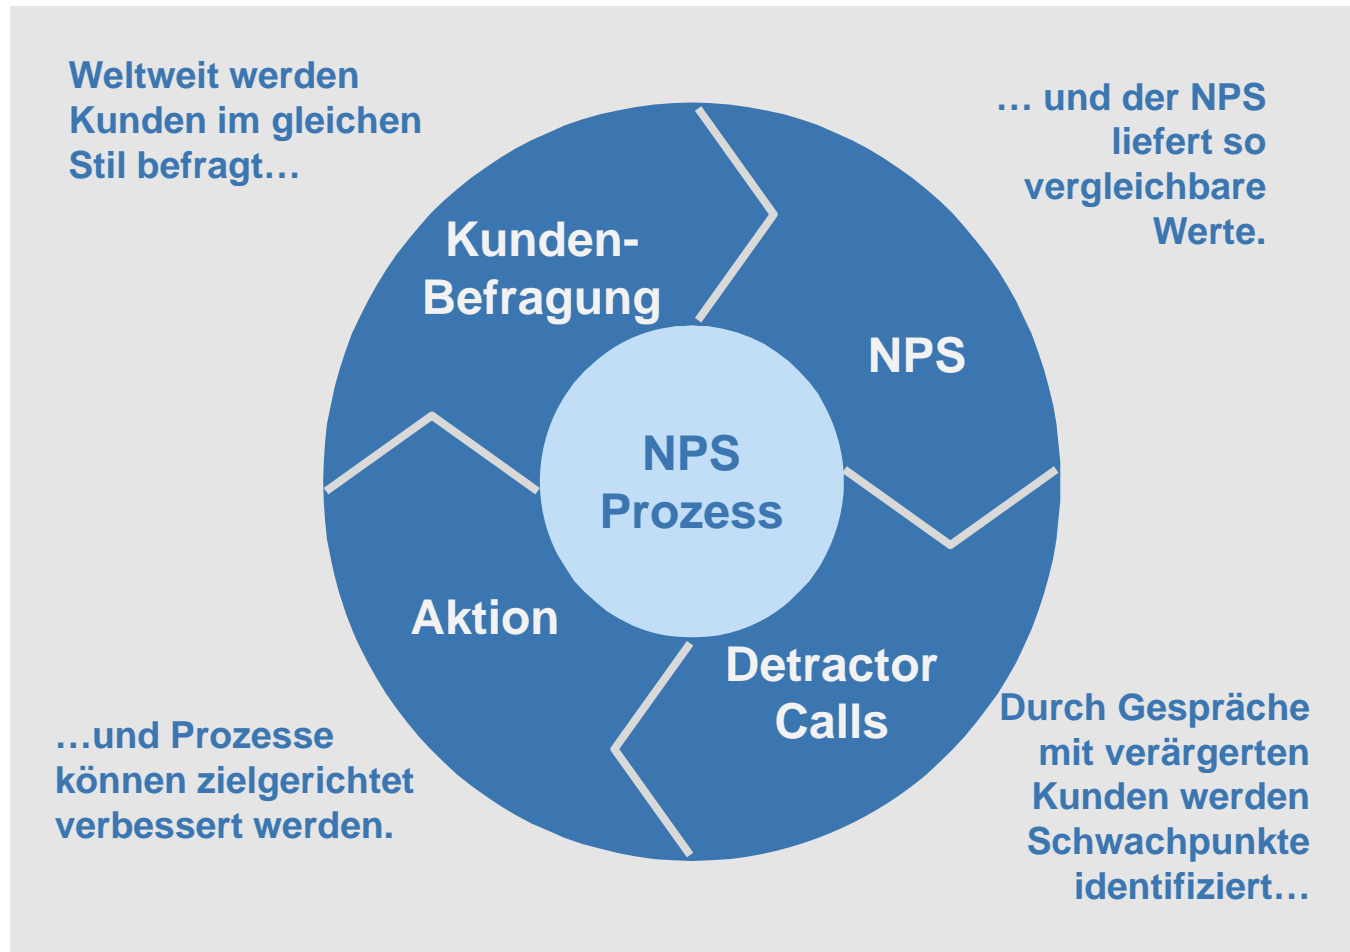 Weltweit werden
Kunden im gleichen
Stil befragt…
… und der NPS
liefert so
vergleichbare
Werte.
Kunden-
Befragung
NPS
NPS
Prozess
Aktion
Detractor
Calls
Durch Gespräche
mit verärgerten
Kunden werden
Schwachpunkte
identifiziert…
…und Prozesse
können zielgerichtet
verbessert werden.